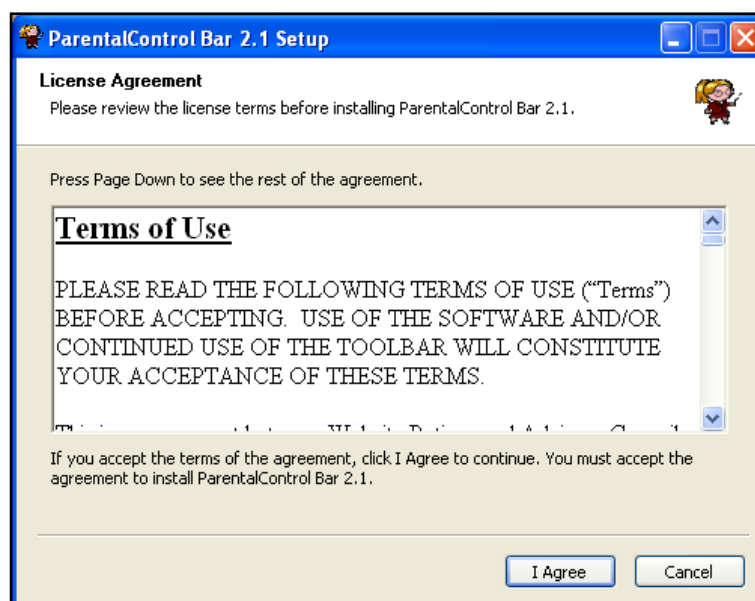 ParentalControl Bar 2.1 Setup
License Agreement
Please review the license terms before installing ParentalControl Bar 2.1.
Press Page Down to see the rest of the agreement.
Terms of Use
PLEASE READ THE FOLLOWING TERMS OF USE (“Terms”)
BEFORE ACCEPTING.  USE OF THE SOFTWARE AND/OR
CONTINUED USE OF THE TOOLBAR WILL CONSTITUTE
YOUR ACCEPTANCE OF THESE TERMS.
If you accept the terms of the agreement, click I Agree to continue. You must accept the
agreement to install ParentalControl Bar 2.1.
I Agree
Cancel